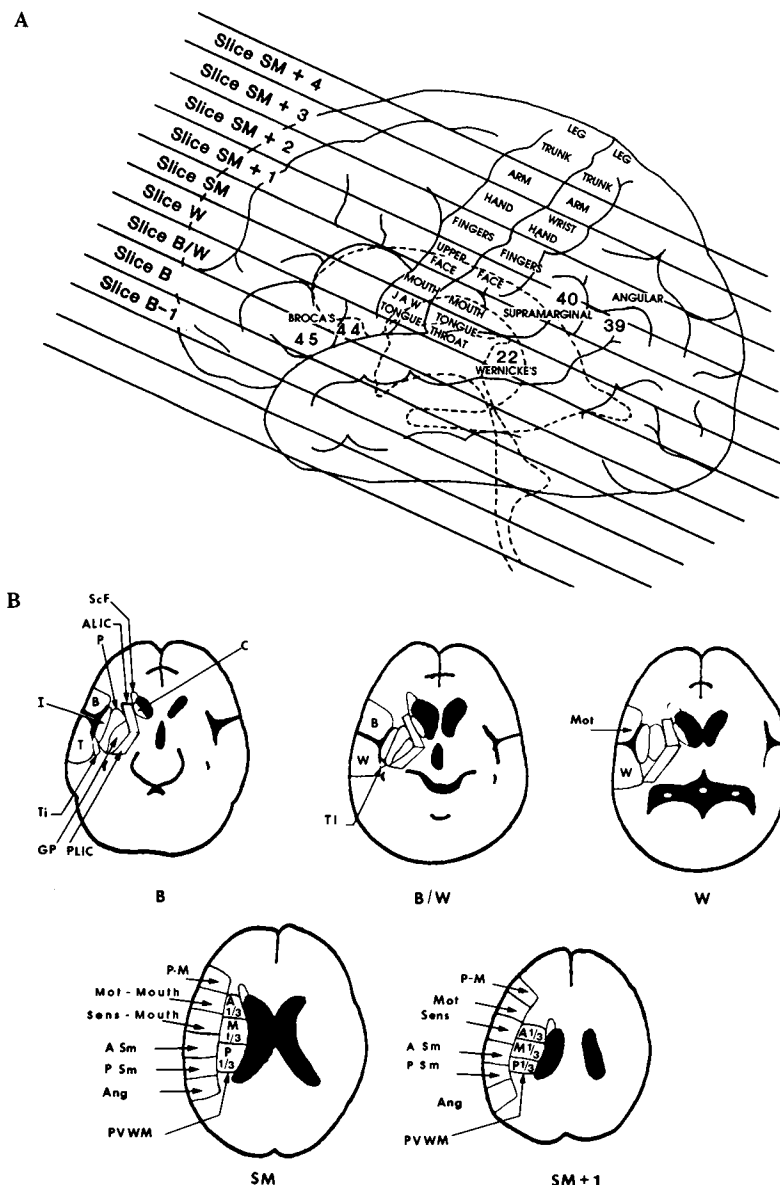 A
Slice SM + 4
Slice SM + 3
Slice SM + 2
Slice SM + 1
Slice SM
Slice W
Slice B/W
Slice B
Slice B-1
LEG
TRUNK
ARM
HAND
FINGERS
UPPER
FACE
MOUTH
JAW
TONGUE
LEG
TRUNK
ARM
WRIST
HAND
FINGERS
FACE
MOUTH
TONGUE
THROAT
BROCA'S
44
45
40
SUPRAMARGINAL
ANGULAR
39
22
WERNICKE'S
B
ScF
ALIC
P
C
I
B
T
Ti
GP
PLIC
B
B
W
TI
B/W
Mot
W
W
P-M
Mot - Mouth
Sens - Mouth
A Sm
P Sm
Ang
PVWM
A
1/3
M
1/3
P
1/3
SM
P-M
Mot
Sens
A Sm
P Sm
Ang
PVWM
A 1/3
M 1/3
P 1/3
SM + 1